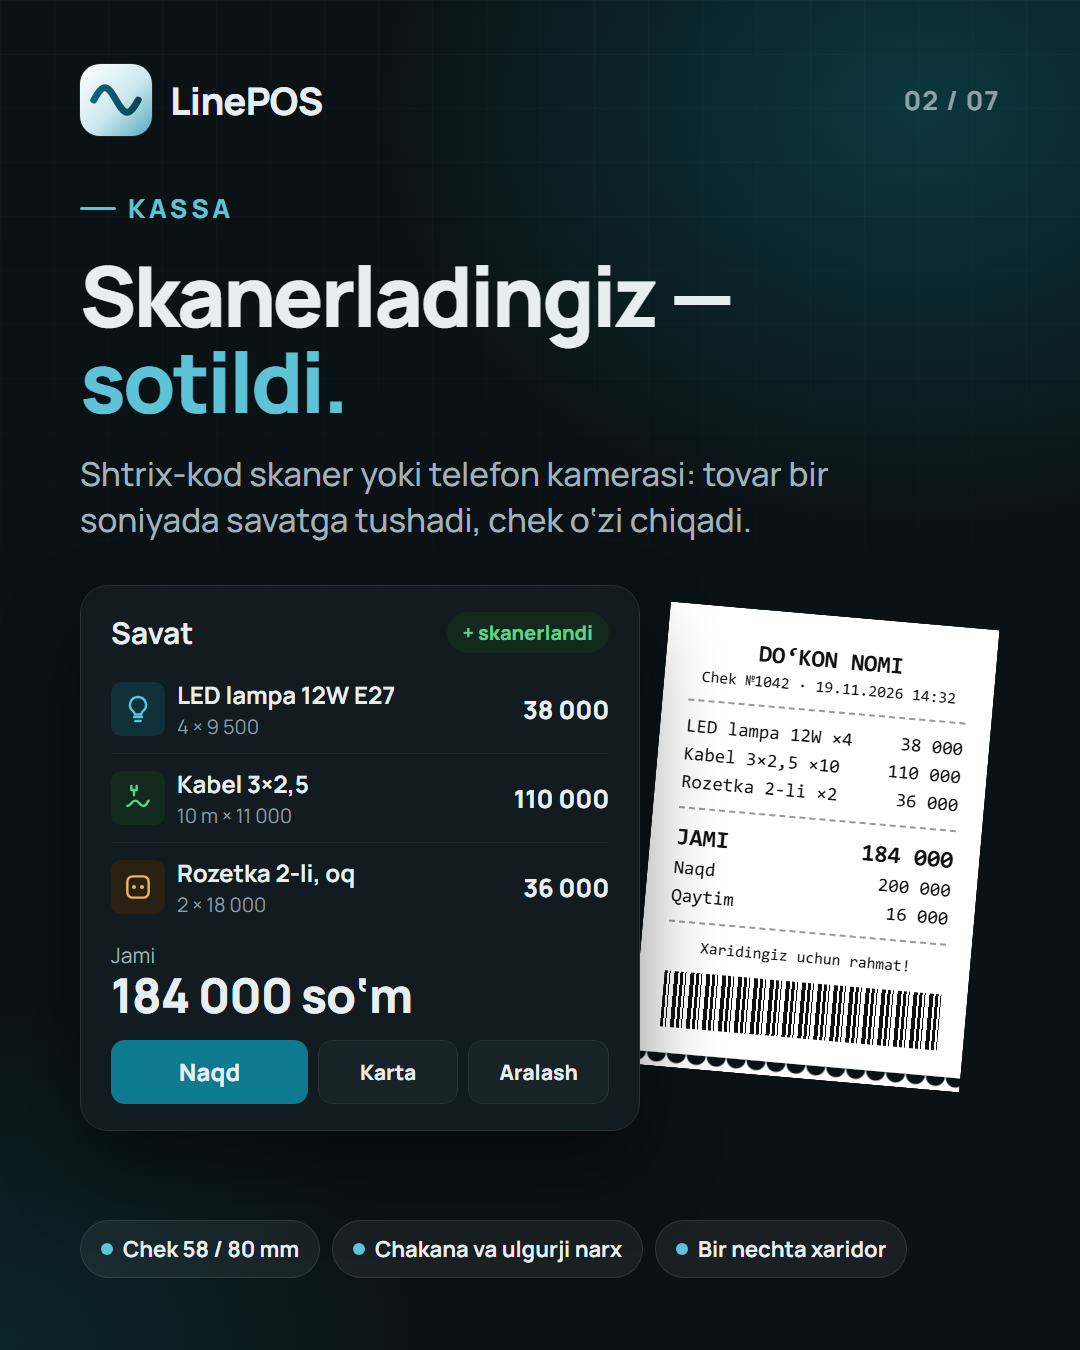 LinePOS
02 / 07
— KASSA
Skanerladingiz —
sotildi.
Shtrix-kod skaner yoki telefon kamerasi: tovar bir
soniyada savatga tushadi, chek oʻzi chiqadi.
Savat
+ skanerlandi
LED lampa 12W E27
4 × 9 500
38 000
Kabel 3×2,5
10 m × 11 000
110 000
Rozetka 2-li, oq
2 × 18 000
36 000
Jami
184 000 soʻm
Naqd
Karta
Aralash
DOʻKON NOMI
Chek №1042 · 19.11.2026 14:32
LED lampa 12W ×4 38 000
Kabel 3×2,5 ×10 110 000
Rozetka 2-li ×2 36 000
JAMI 184 000
Naqd 200 000
Qaytim 16 000
Xaridingiz uchun rahmat!
Chek 58 / 80 mm
Chakana va ulgurji narx
Bir nechta xaridor